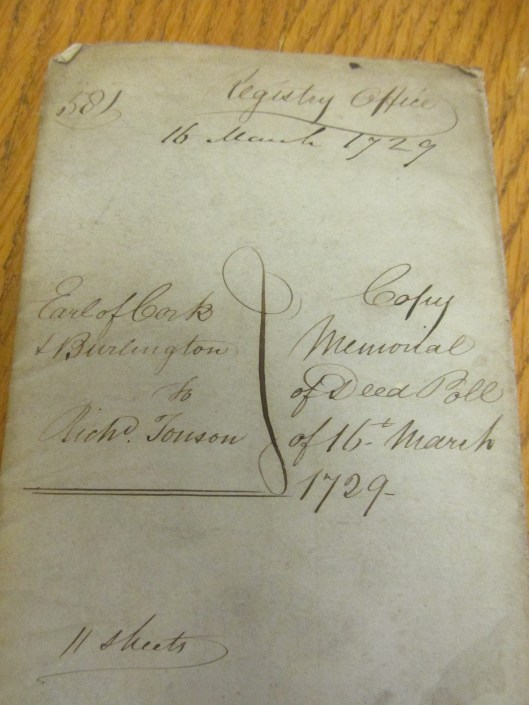 581
Registry Office
16 March 1729
Earl of Cork
& Burlington
to
Richd. Tonson
Copy
Memorial
of Deed Poll
of 16t March
1729-
11 sheets